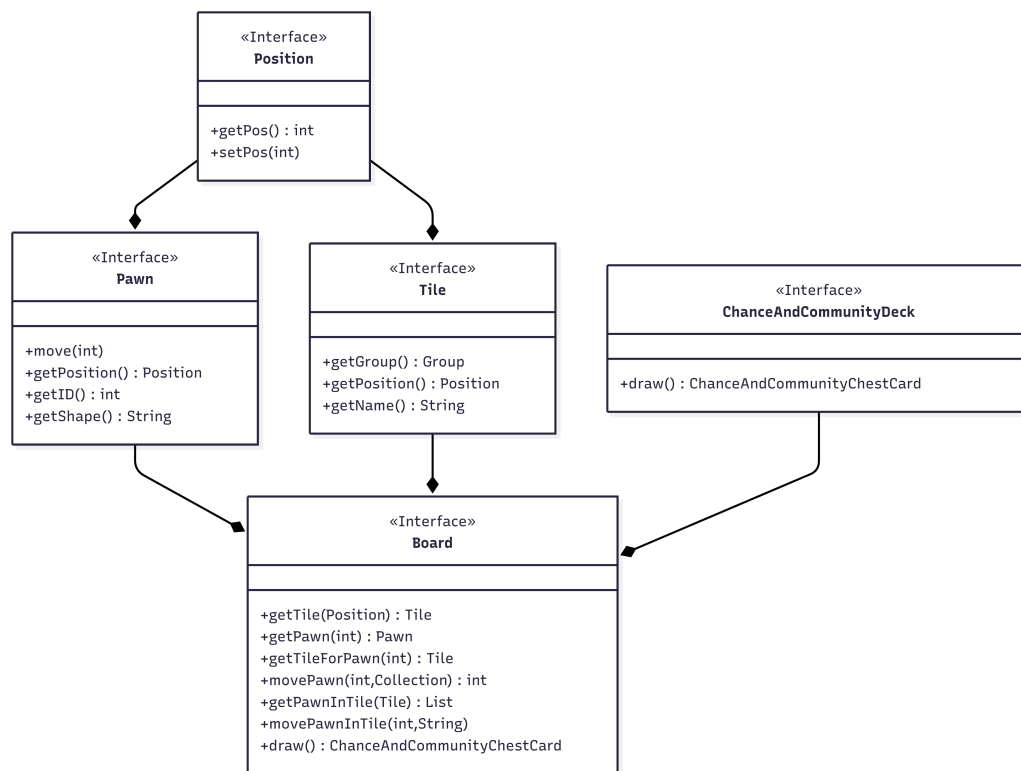 «Interface»
Position
+getPos() : int
+setPos(int)
«Interface»
Pawn
+move(int)
+getPosition() : Position
+getID() : int
+getShape() : String
«Interface»
Tile
+getGroup() : Group
+getPosition() : Position
+getName() : String
«Interface»
ChanceAndCommunityDeck
+draw() : ChanceAndCommunityChestCard
«Interface»
Board
+getTile(Position) : Tile
+getPawn(int) : Pawn
+getTileForPawn(int) : Tile
+movePawn(int,Collection) : int
+getPawnInTile(Tile) : List
+movePawnInTile(int,String)
+draw() : ChanceAndCommunityChestCard